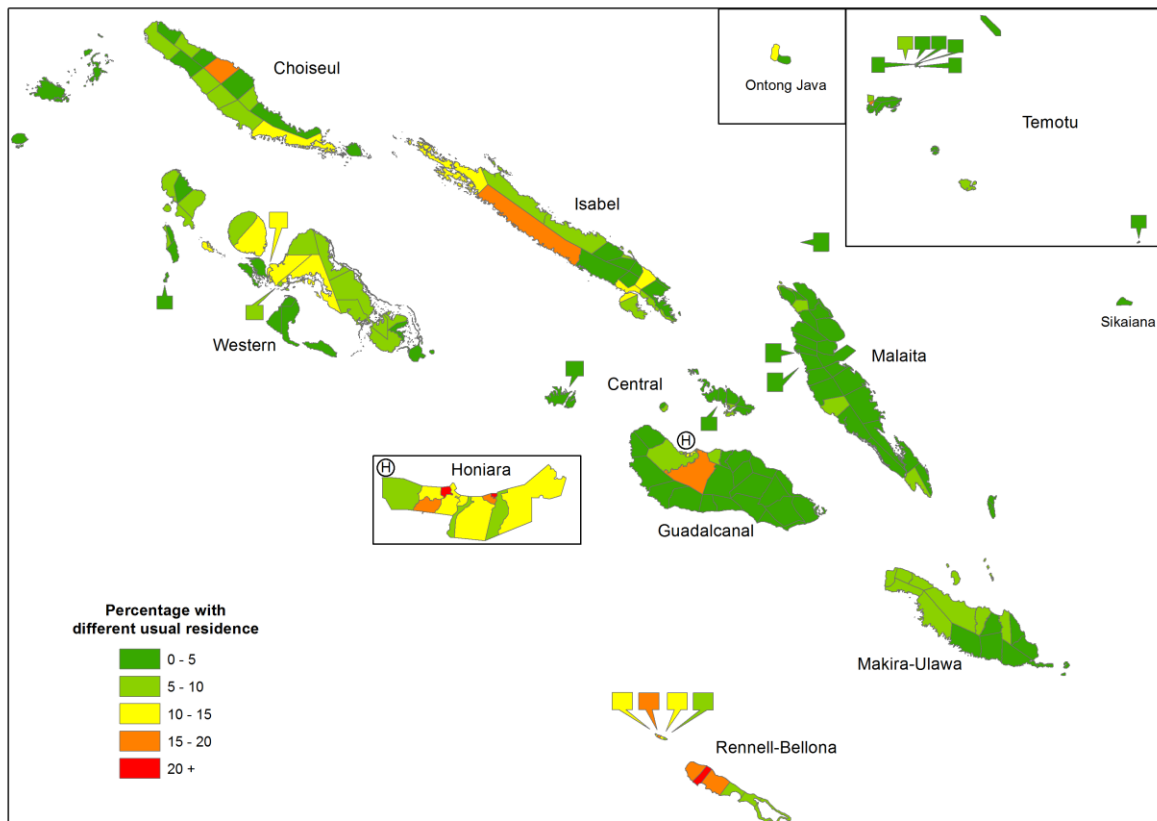 Choiseul
Ontong Java
Temotu
Isabel
Western
Sikaiana
Malaita
Central
H
H
Honiara
Guadalcanal
Percentage with
different usual residence
0 - 5
5 - 10
10 - 15
15 - 20
20 +
Makira-Ulawa
Rennell-Bellona